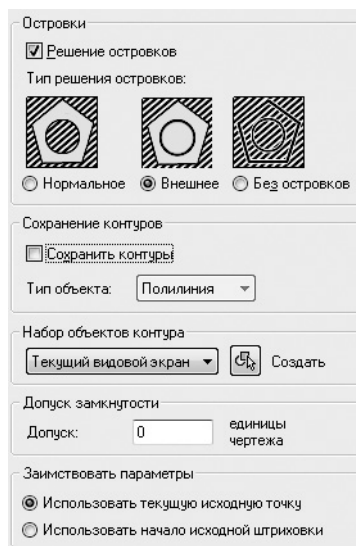 Островки
Решение островков
Тип решения островков:
Нормальное Внешнее Без островков
Сохранение контуров
Сохранить контуры
Тип объекта: Полилиния
Набор объектов контура
Текущий видовой экран Создать
Допуск замкнутости
Допуск: 0 единицы
чертежа
Заимствовать параметры
Использовать текущую исходную точку
Использовать начало исходной штриховки